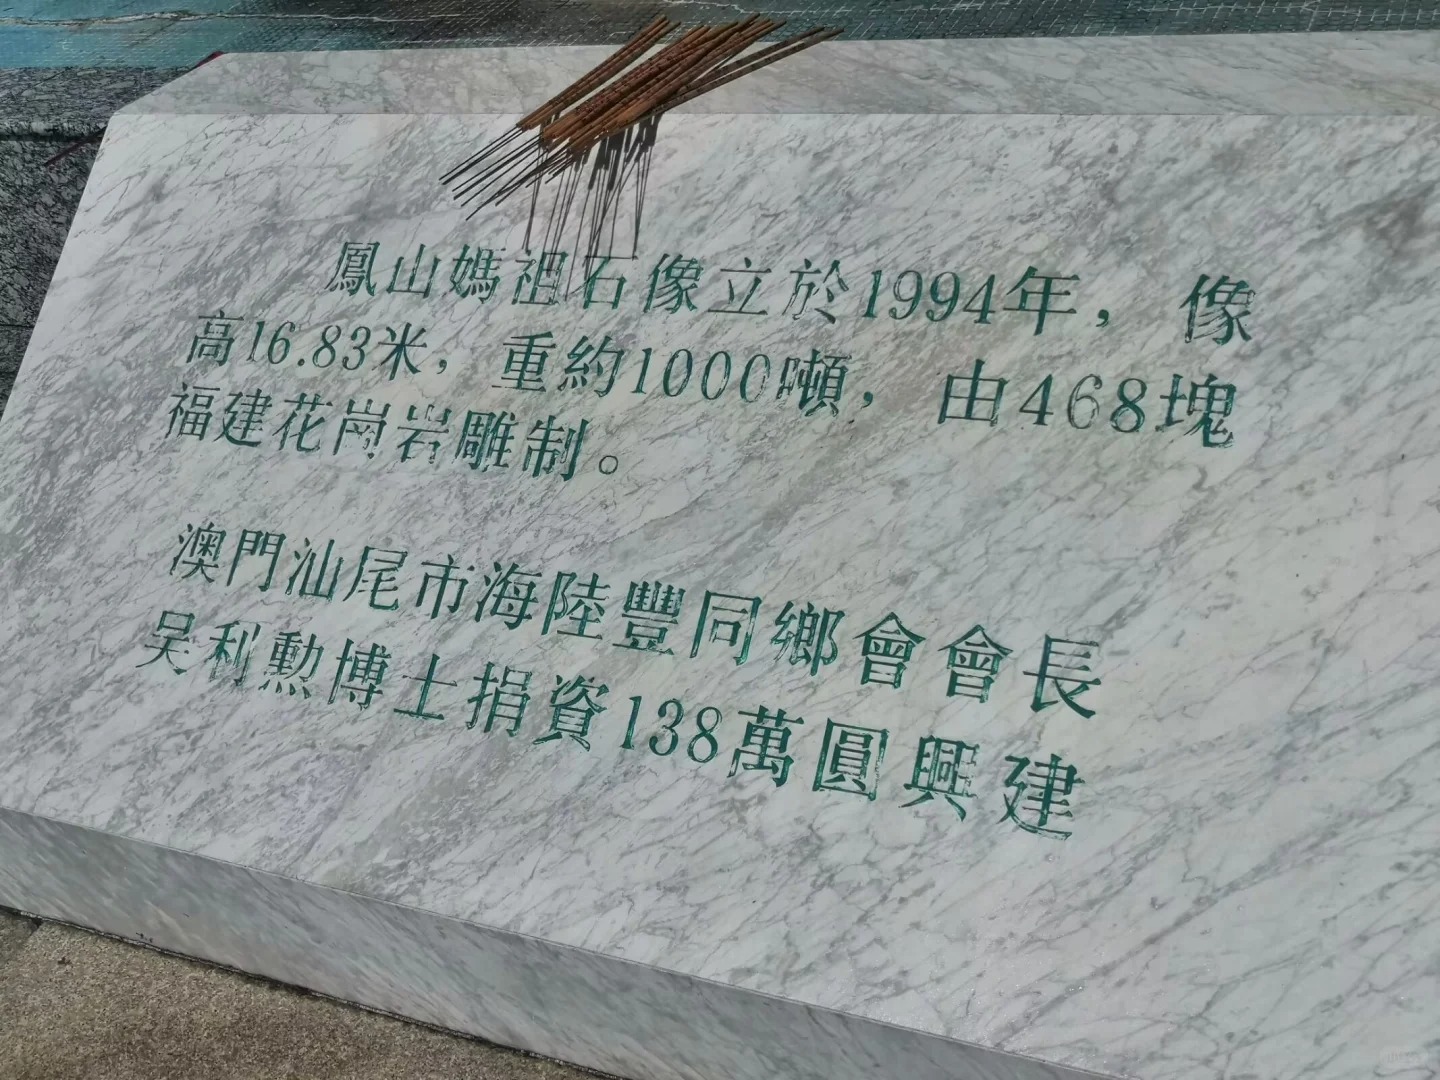 鳳山媽祖石像立於1994年，像
高16.83米，重約1000噸，由468塊
福建花崗岩雕制。
澳門汕尾市海陸豐同鄉會會長
吴利勲博士捐資138萬圓興建